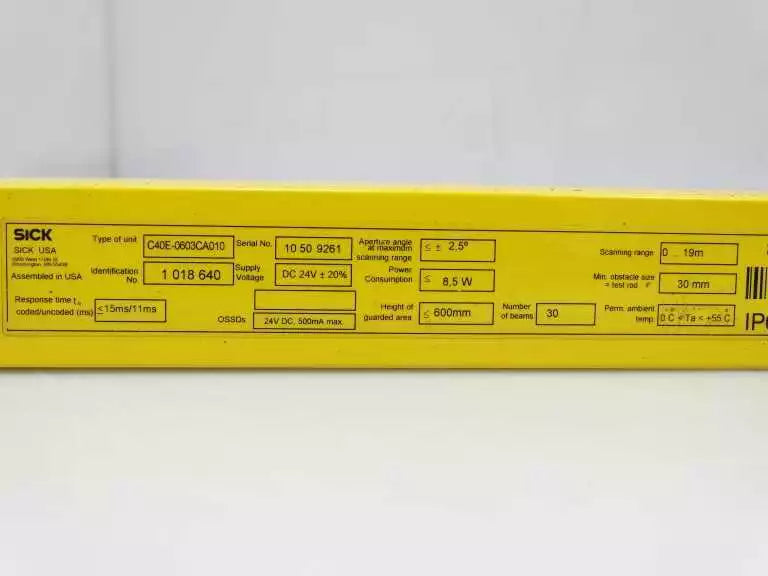 SICK
SICK USA
Assembled in USA
Response time t
coded/uncoded (ms)
≤15ms/11ms
Type of unit
C40E-0603CA010
Identification
No.
1 018 640
Serial No.
10 50 9261
Supply
Voltage
DC 24V ± 20%
OSSDs
24V DC, 500mA max.
Aperture angle
at maximum
scanning range
≤ ± 2,5º
Power
Consumption
≤ 8,5 W
Height of
guarded area
≤ 600mm
Number
of beams
30
Scanning range
0 .. 19m
Min. obstacle size
= test rod
30 mm
Perm. ambient
temp.
0 C < Ta < +55 C